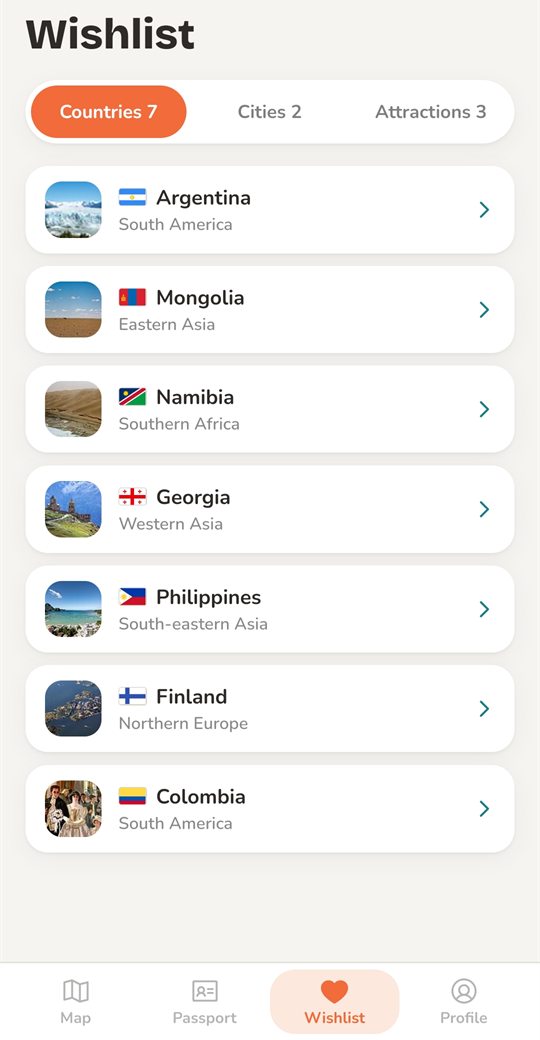 Wishlist
Countries 7
Cities 2
Attractions 3
Argentina
South America
Mongolia
Eastern Asia
Namibia
Southern Africa
Georgia
Western Asia
Philippines
South-eastern Asia
Finland
Northern Europe
Colombia
South America
Map
Passport
Wishlist
Profile